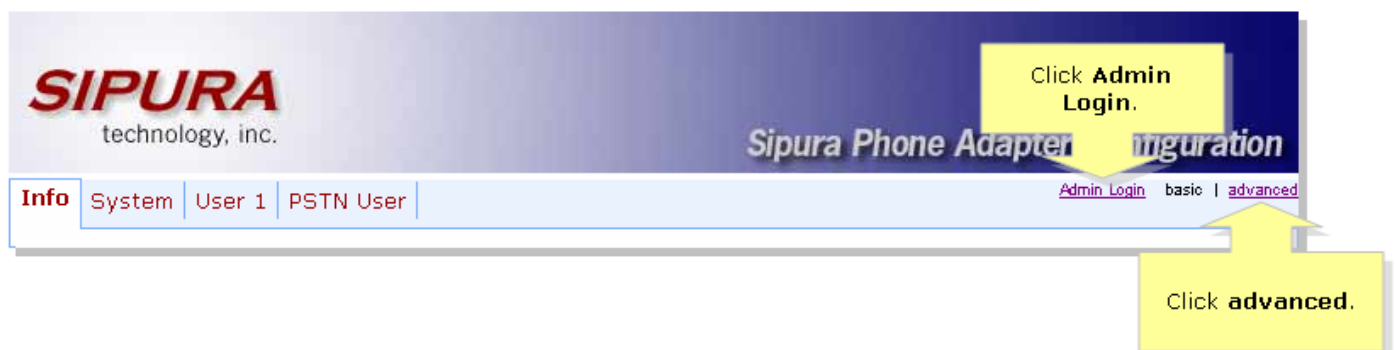 SIPURA
technology, inc.
Click Admin
Login.
Sipura Phone Adapter nfiguration
Info System User 1 PSTN User
Admin Login basic | advanced
Click advanced.